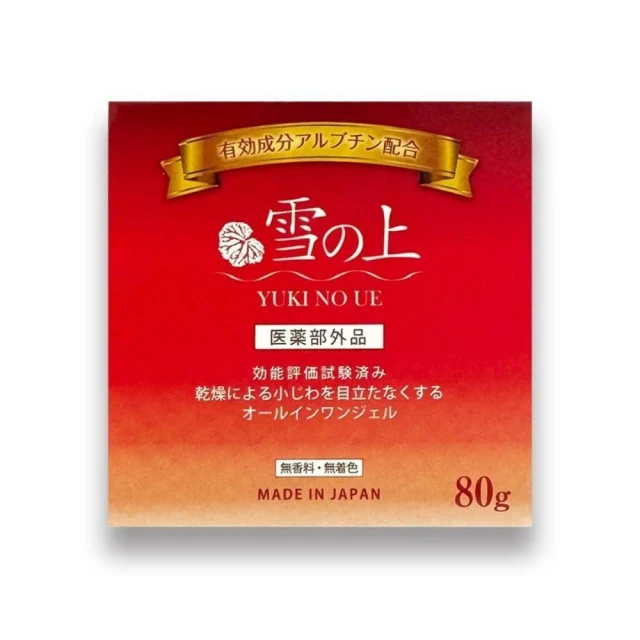 有効成分アルブチン配合
雪の上
YUKI NO UE
医薬部外品
効能評価試験済み
乾燥による小じわを目立たなくする
オールインワンジェル
無香料・無着色
MADE IN JAPAN
80g